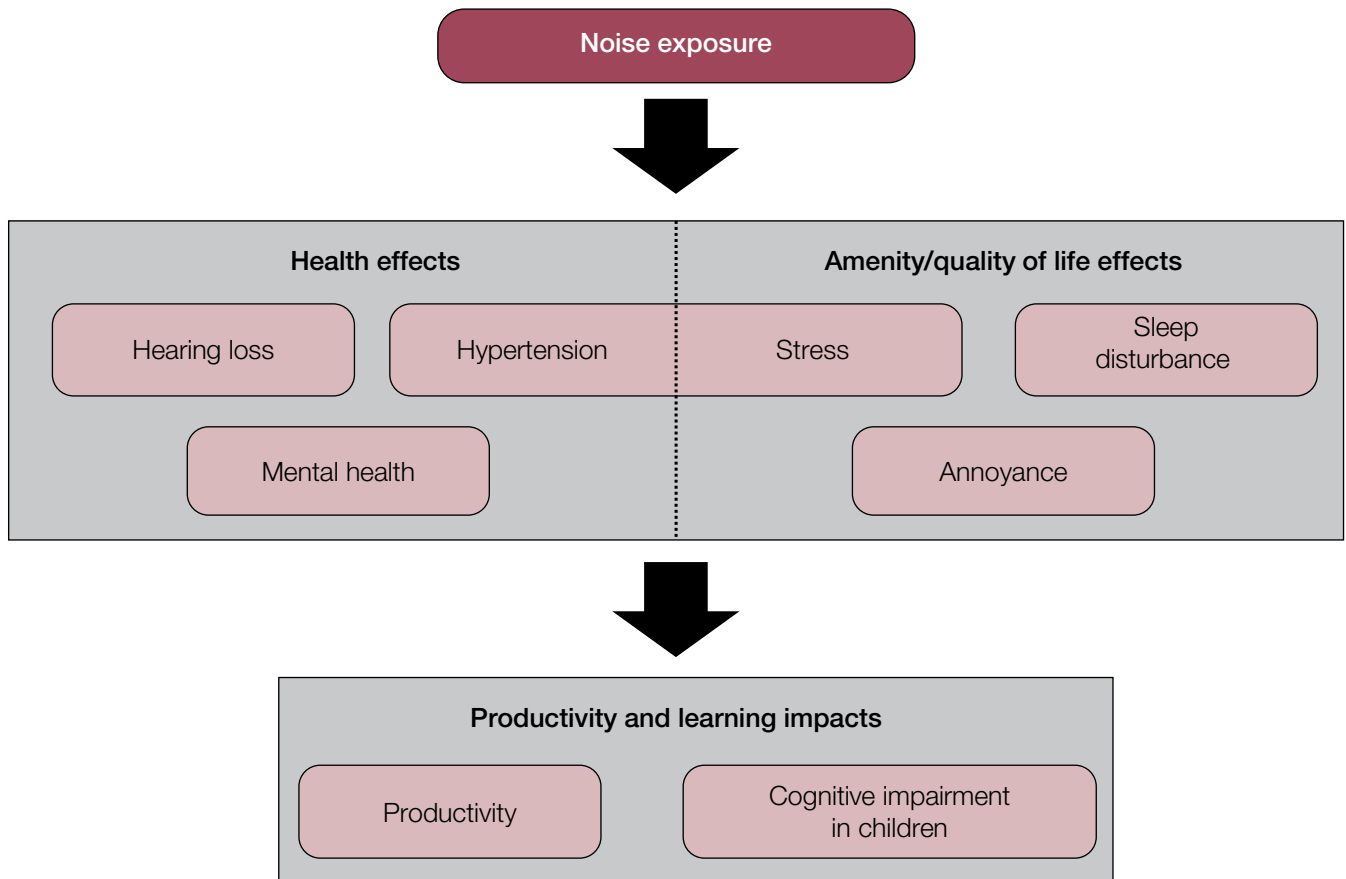 Noise exposure
Health effects
Amenity/quality of life effects
Hearing loss
Hypertension
Stress
Sleep
disturbance
Mental health
Annoyance
Productivity and learning impacts
Productivity
Cognitive impairment
in children